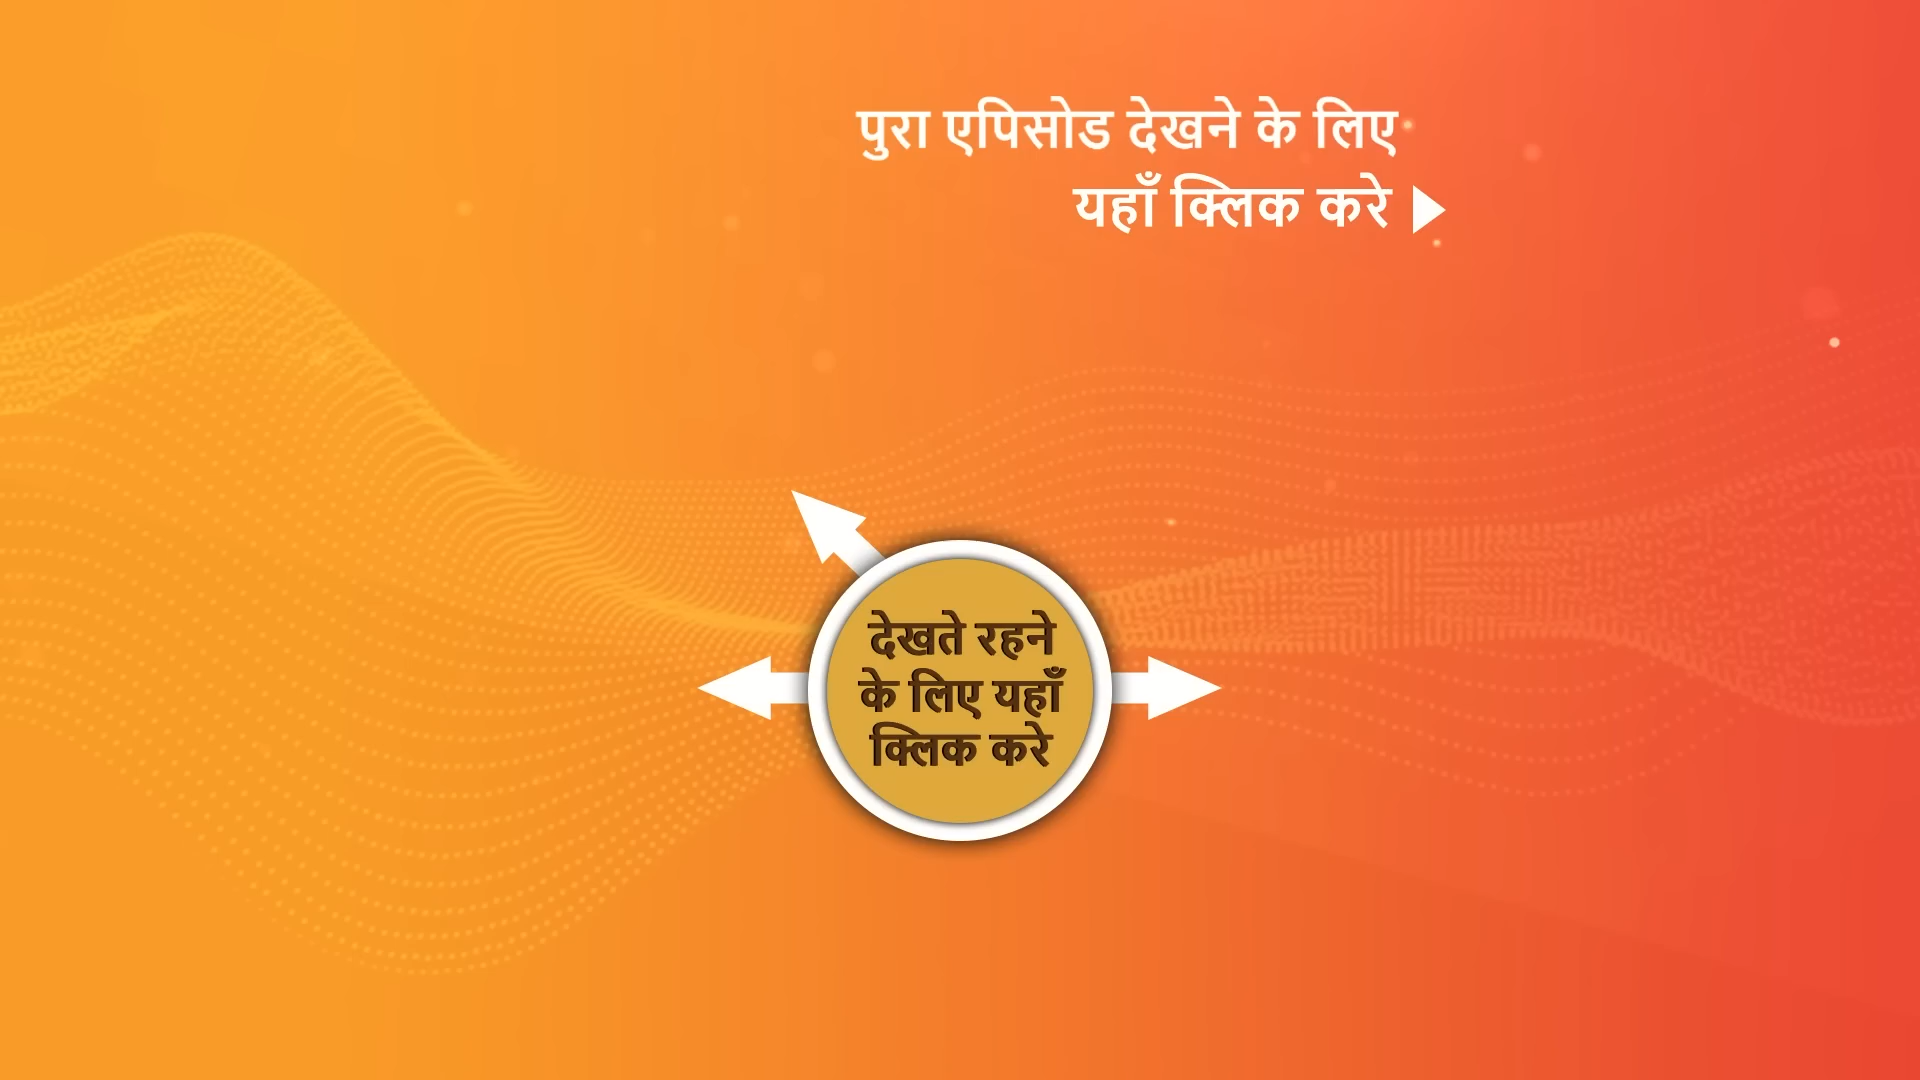 पुरा एपिसोड देखने के लिए
यहाँ क्लिक करे
देखते रहने
के लिए यहाँ
क्लिक करे